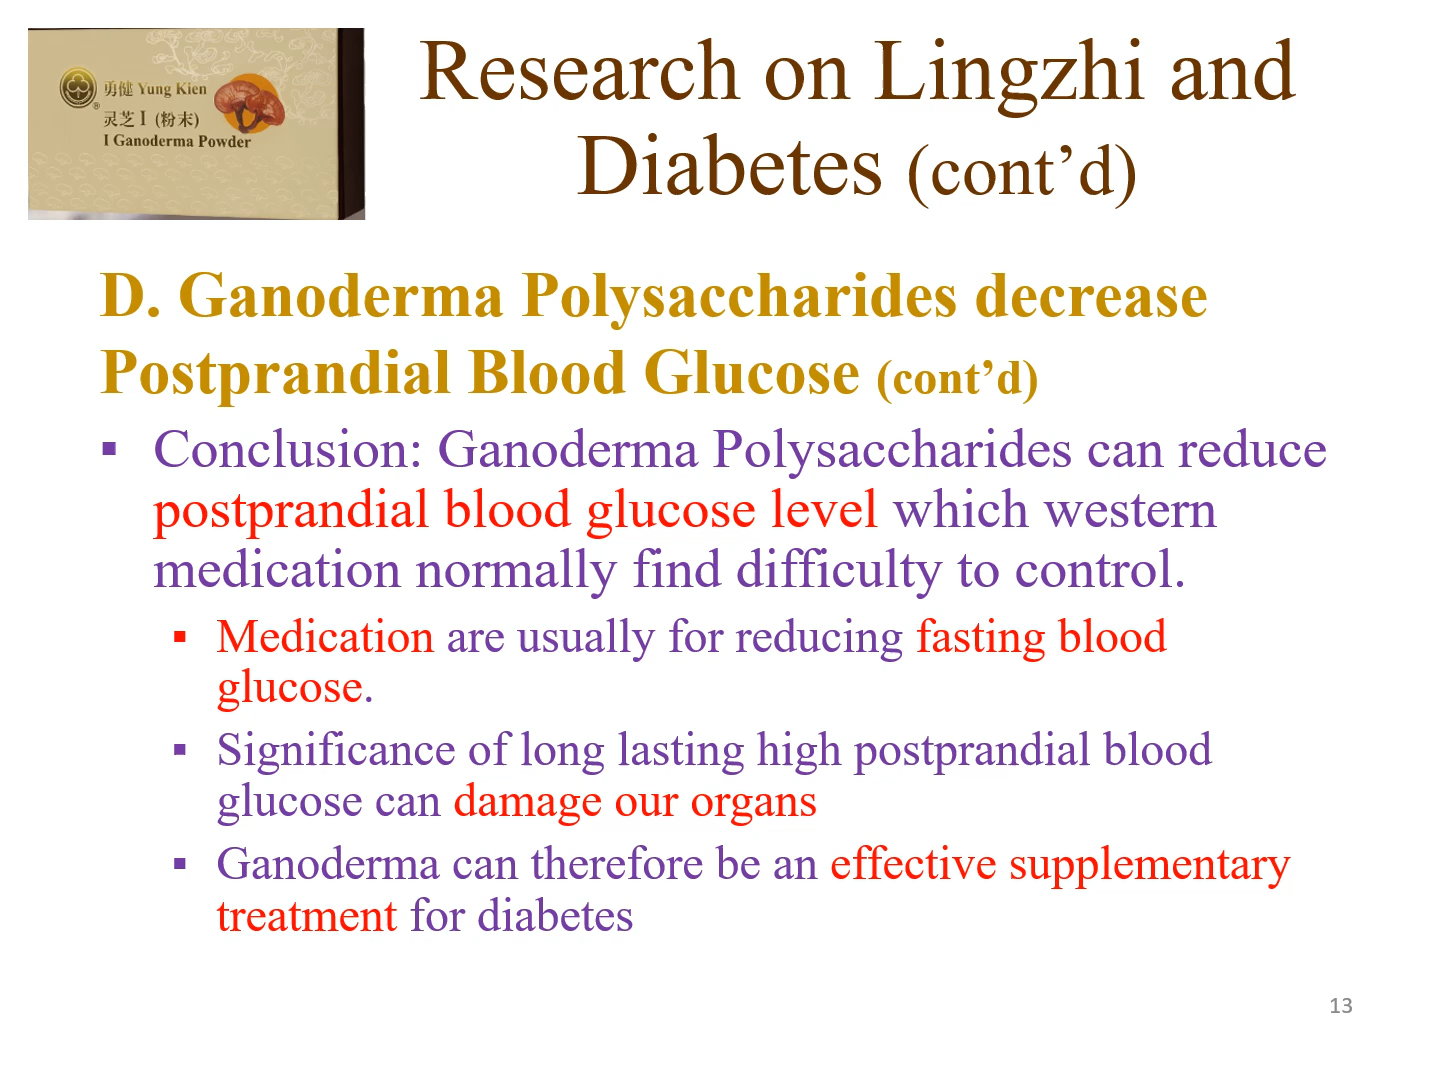 勇健 Yung Kien
®
灵芝 I (粉末)
I Ganoderma Powder
Research on Lingzhi and
Diabetes (cont’d)
D. Ganoderma Polysaccharides decrease
Postprandial Blood Glucose (cont’d)
▪ Conclusion: Ganoderma Polysaccharides can reduce
postprandial blood glucose level which western
medication normally find difficulty to control.
▪ Medication are usually for reducing fasting blood
glucose.
▪ Significance of long lasting high postprandial blood
glucose can damage our organs
▪ Ganoderma can therefore be an effective supplementary
treatment for diabetes
13